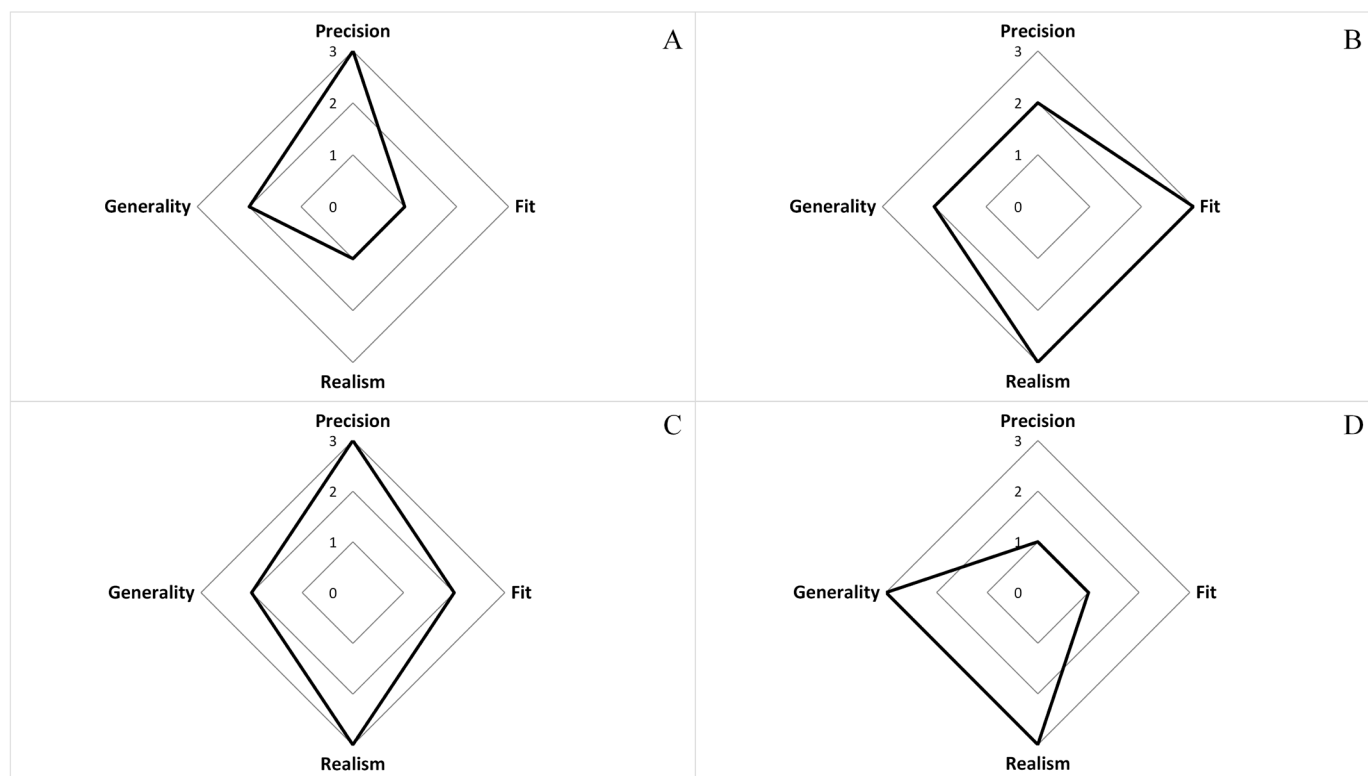 A
Precision
3
2
1
Generality
0
Fit
Realism
B
Precision
3
2
1
Generality
0
Fit
Realism
C
Precision
3
2
1
Generality
0
Fit
Realism
D
Precision
3
2
1
Generality
0
Fit
Realism